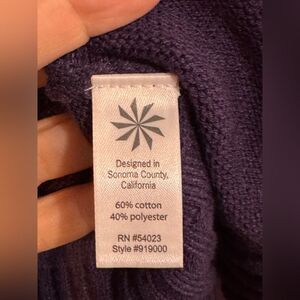 Designed in
Sonoma County,
California
60% cotton
40% polyester
RN #54023
Style #919000